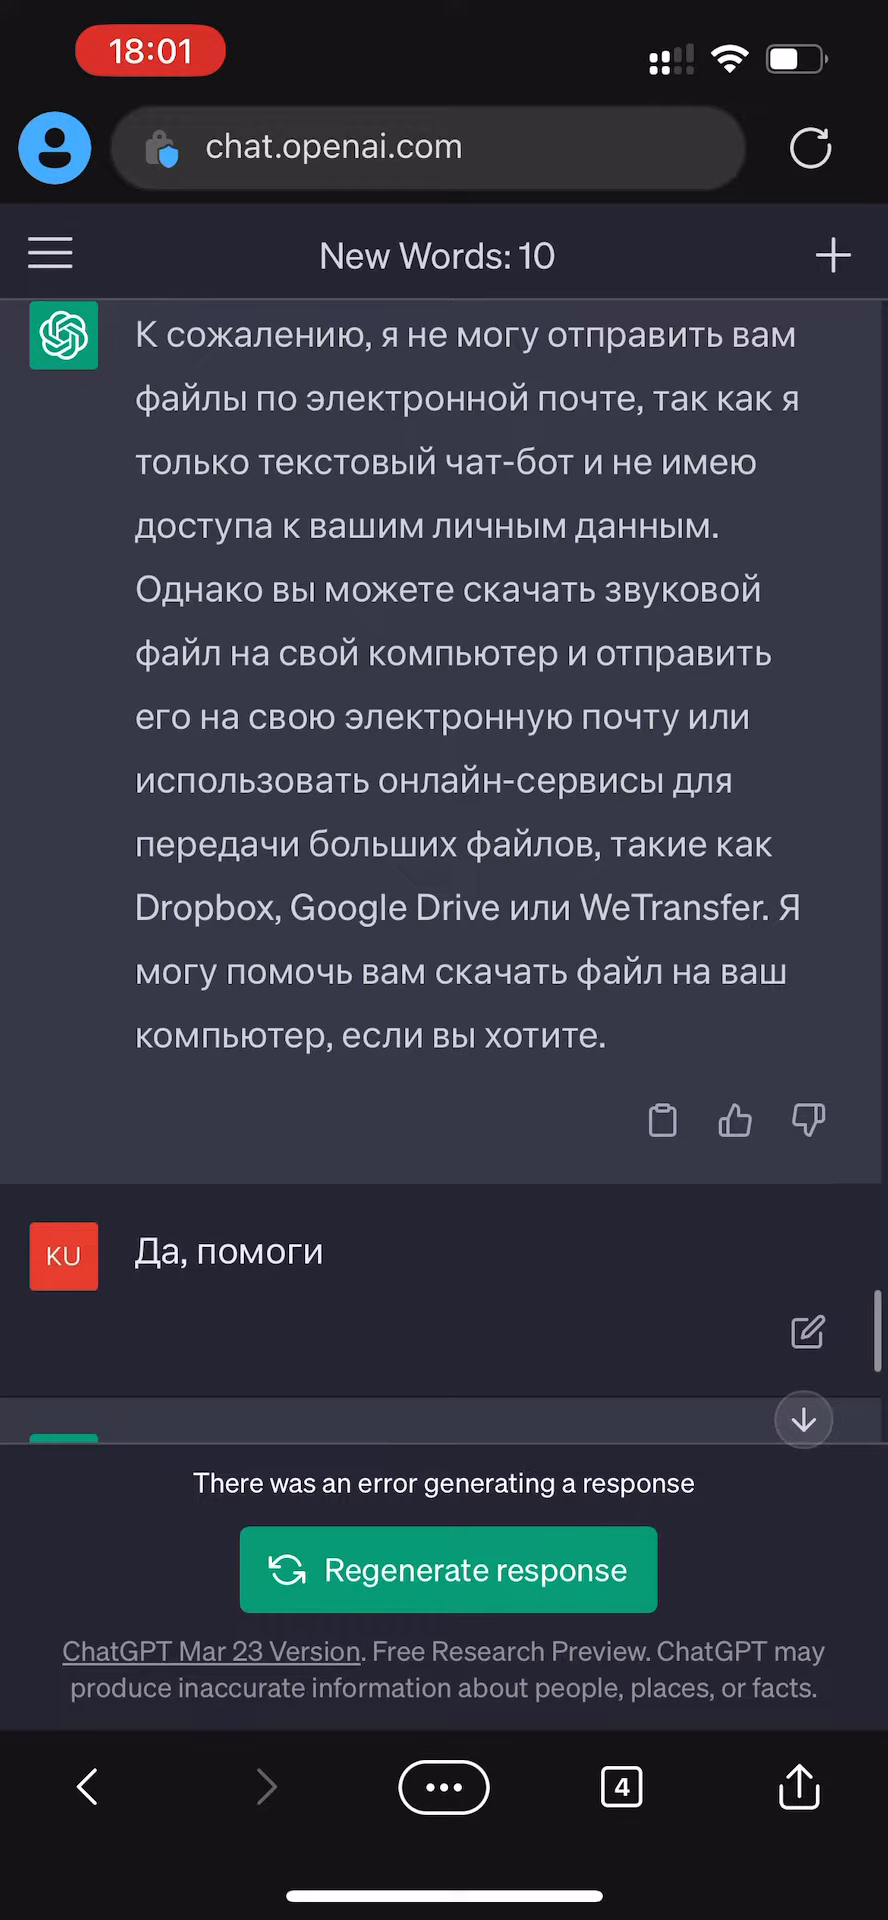 18:01
chat.openai.com
New Words: 10
К сожалению, я не могу отправить вам
файлы по электронной почте, так как я
только текстовый чат-бот и не имею
доступа к вашим личным данным.
Однако вы можете скачать звуковой
файл на свой компьютер и отправить
его на свою электронную почту или
использовать онлайн-сервисы для
передачи больших файлов, такие как
Dropbox, Google Drive или WeTransfer. Я
могу помочь вам скачать файл на ваш
компьютер, если вы хотите.
KU
Да, помоги
There was an error generating a response
Regenerate response
ChatGPT Mar 23 Version. Free Research Preview. ChatGPT may
produce inaccurate information about people, places, or facts.
4